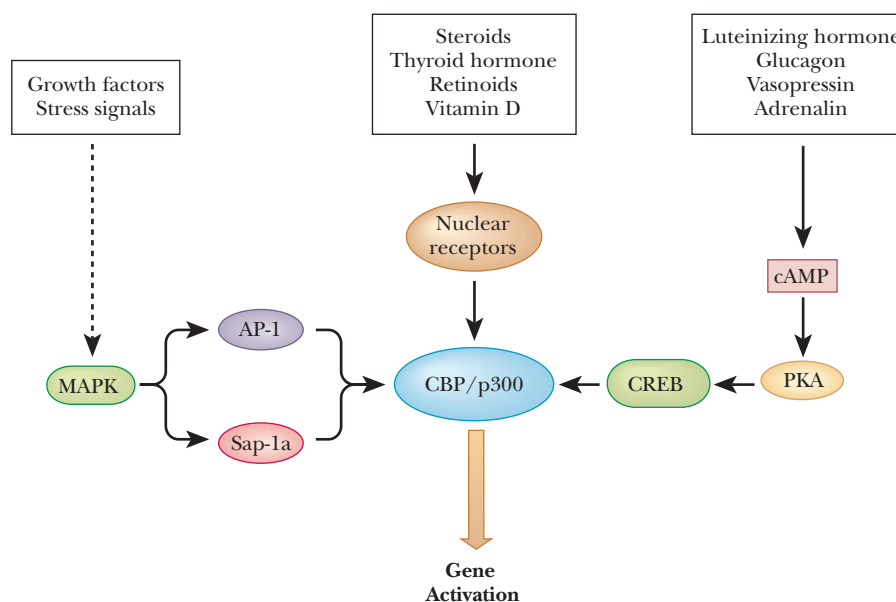 Growth factors
Stress signals
Steroids
Thyroid hormone
Retinoids
Vitamin D
Luteinizing hormone
Glucagon
Vasopressin
Adrenalin
Nuclear
receptors
cAMP
AP-1
MAPK
CBP/p300
CREB
PKA
Sap-1a
Gene
Activation